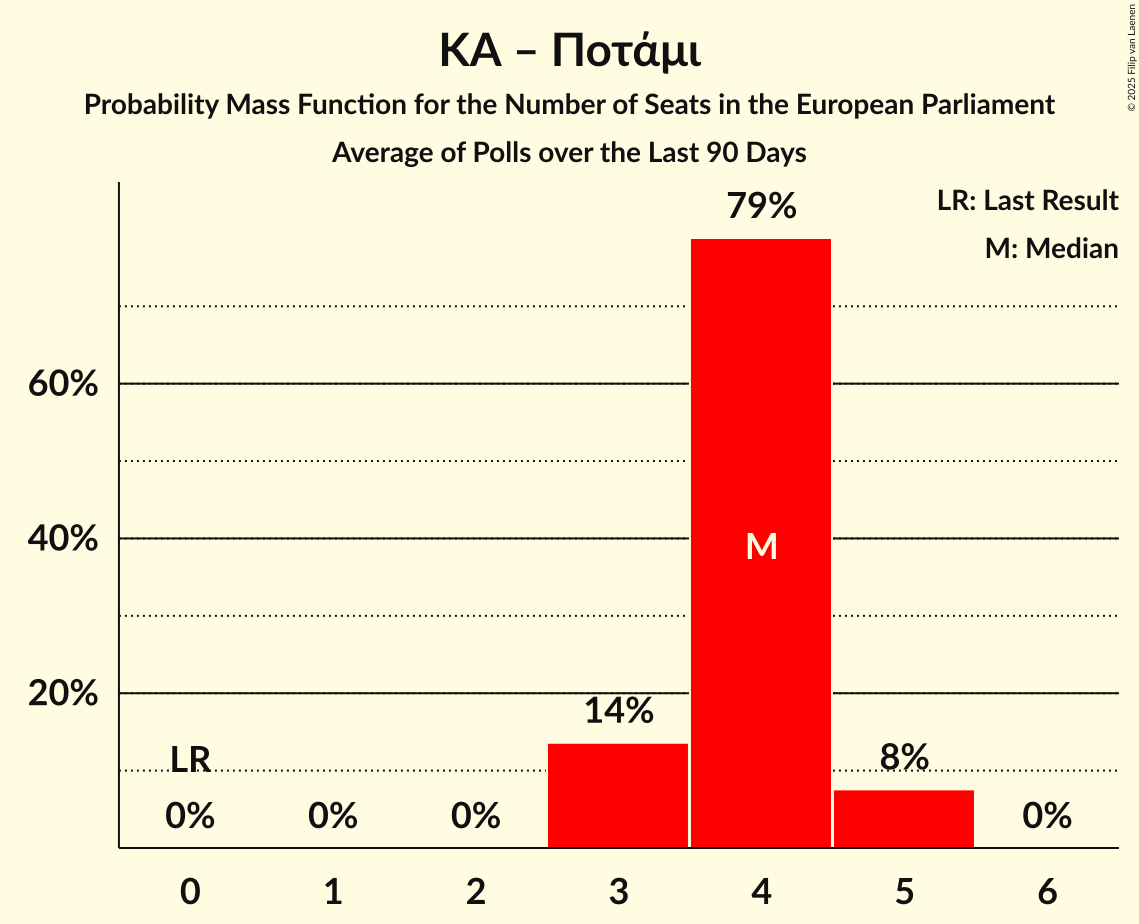 ΚΑ – Ποτάμι
Probability Mass Function for the Number of Seats in the European Parliament
Average of Polls over the Last 90 Days
© 2025 Filip van Laenen
LR: Last Result
M: Median
79%
60%
40%
M
20%
14%
LR
8%
0%
0%
0%
0%
0
1
2
3
4
5
6